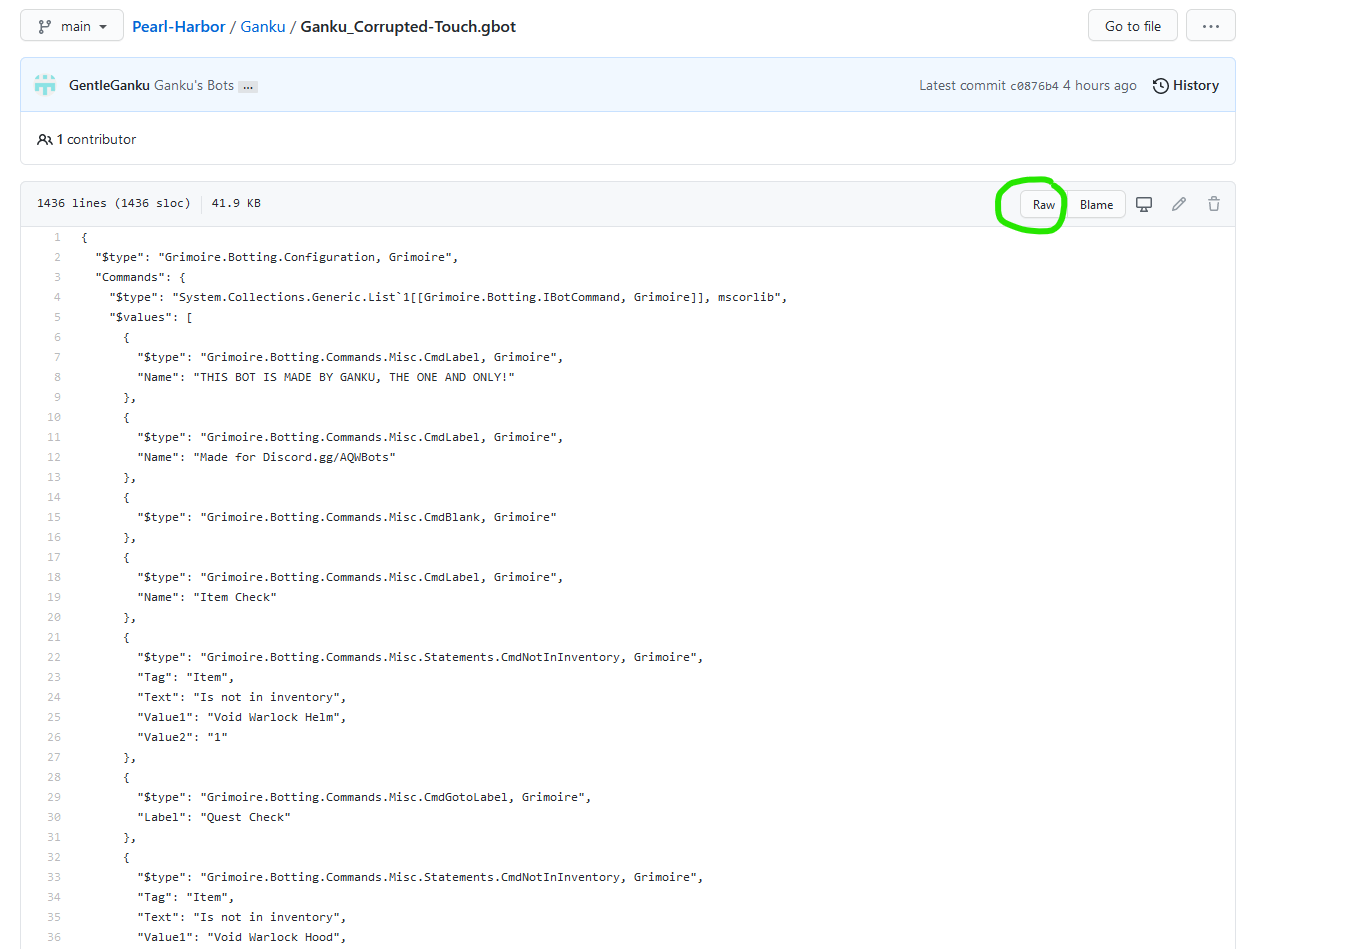 main
Pearl-Harbor / Ganku / Ganku_Corrupted-Touch.gbot
Go to file
...
GentleGanku Ganku's Bots ...
Latest commit c0876b4 4 hours ago
History
1 contributor
1436 lines (1436 sloc)
41.9 KB
Raw
Blame
1 {
2 "$type": "Grimoire.Botting.Configuration, Grimoire",
3 "Commands": {
4 "$type": "System.Collections.Generic.List`1[[Grimoire.Botting.IBotCommand, Grimoire]], mscorlib",
5 "$values": [
6 {
7 "$type": "Grimoire.Botting.Commands.Misc.CmdLabel, Grimoire",
8 "Name": "THIS BOT IS MADE BY GANKU, THE ONE AND ONLY!"
9 },
10 {
11 "$type": "Grimoire.Botting.Commands.Misc.CmdLabel, Grimoire",
12 "Name": "Made for Discord.gg/AQWBots"
13 },
14 {
15 "$type": "Grimoire.Botting.Commands.Misc.CmdBlank, Grimoire"
16 },
17 {
18 "$type": "Grimoire.Botting.Commands.Misc.CmdLabel, Grimoire",
19 "Name": "Item Check"
20 },
21 {
22 "$type": "Grimoire.Botting.Commands.Misc.Statements.CmdNotInInventory, Grimoire",
23 "Tag": "Item",
24 "Text": "Is not in inventory",
25 "Value1": "Void Warlock Helm",
26 "Value2": "1"
27 },
28 {
29 "$type": "Grimoire.Botting.Commands.Misc.CmdGotoLabel, Grimoire",
30 "Label": "Quest Check"
31 },
32 {
33 "$type": "Grimoire.Botting.Commands.Misc.Statements.CmdNotInInventory, Grimoire",
34 "Tag": "Item",
35 "Text": "Is not in inventory",
36 "Value1": "Void Warlock Hood",